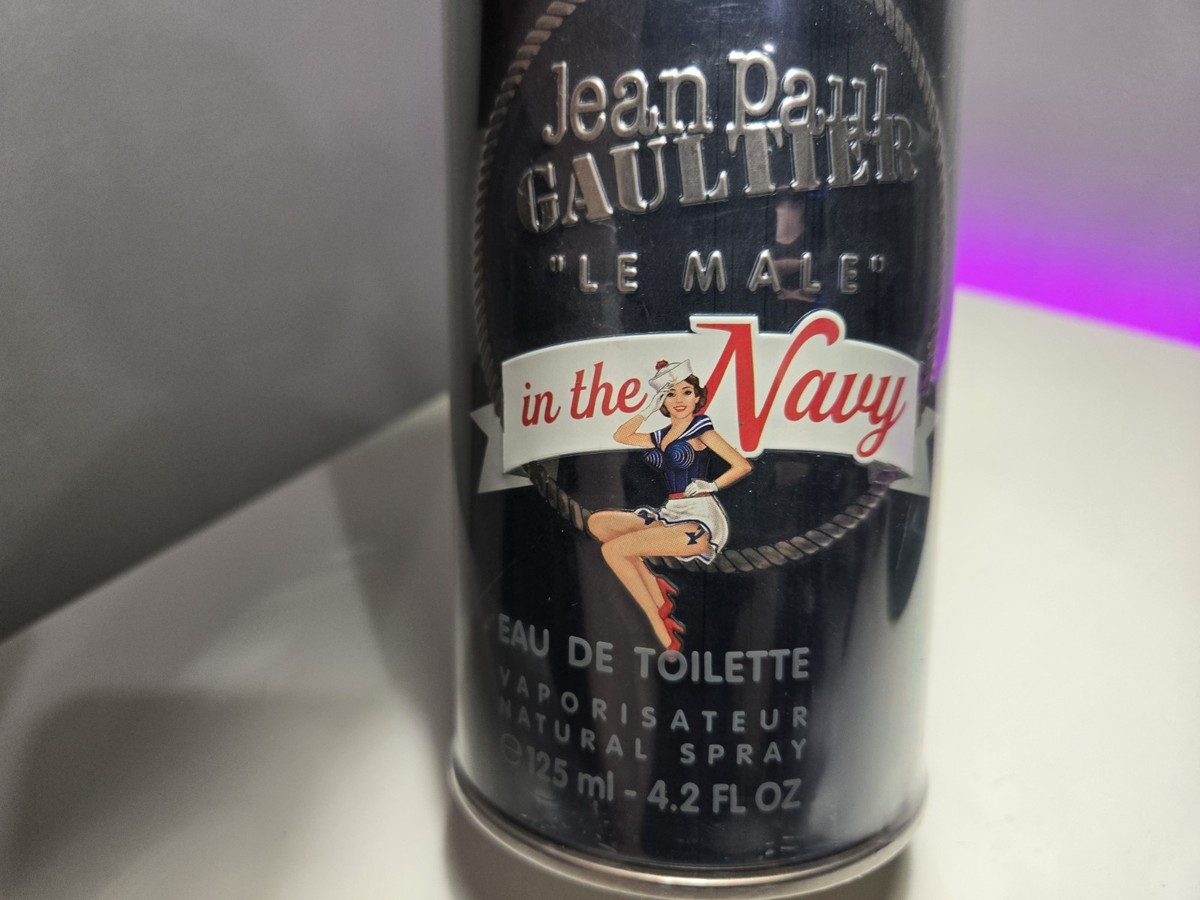 Jean Paul
GAULTIER
"LE MALE"
in the Navy
EAU DE TOILETTE
VAPORISATEUR
NATURAL SPRAY
℮125 ml - 4.2 FL OZ